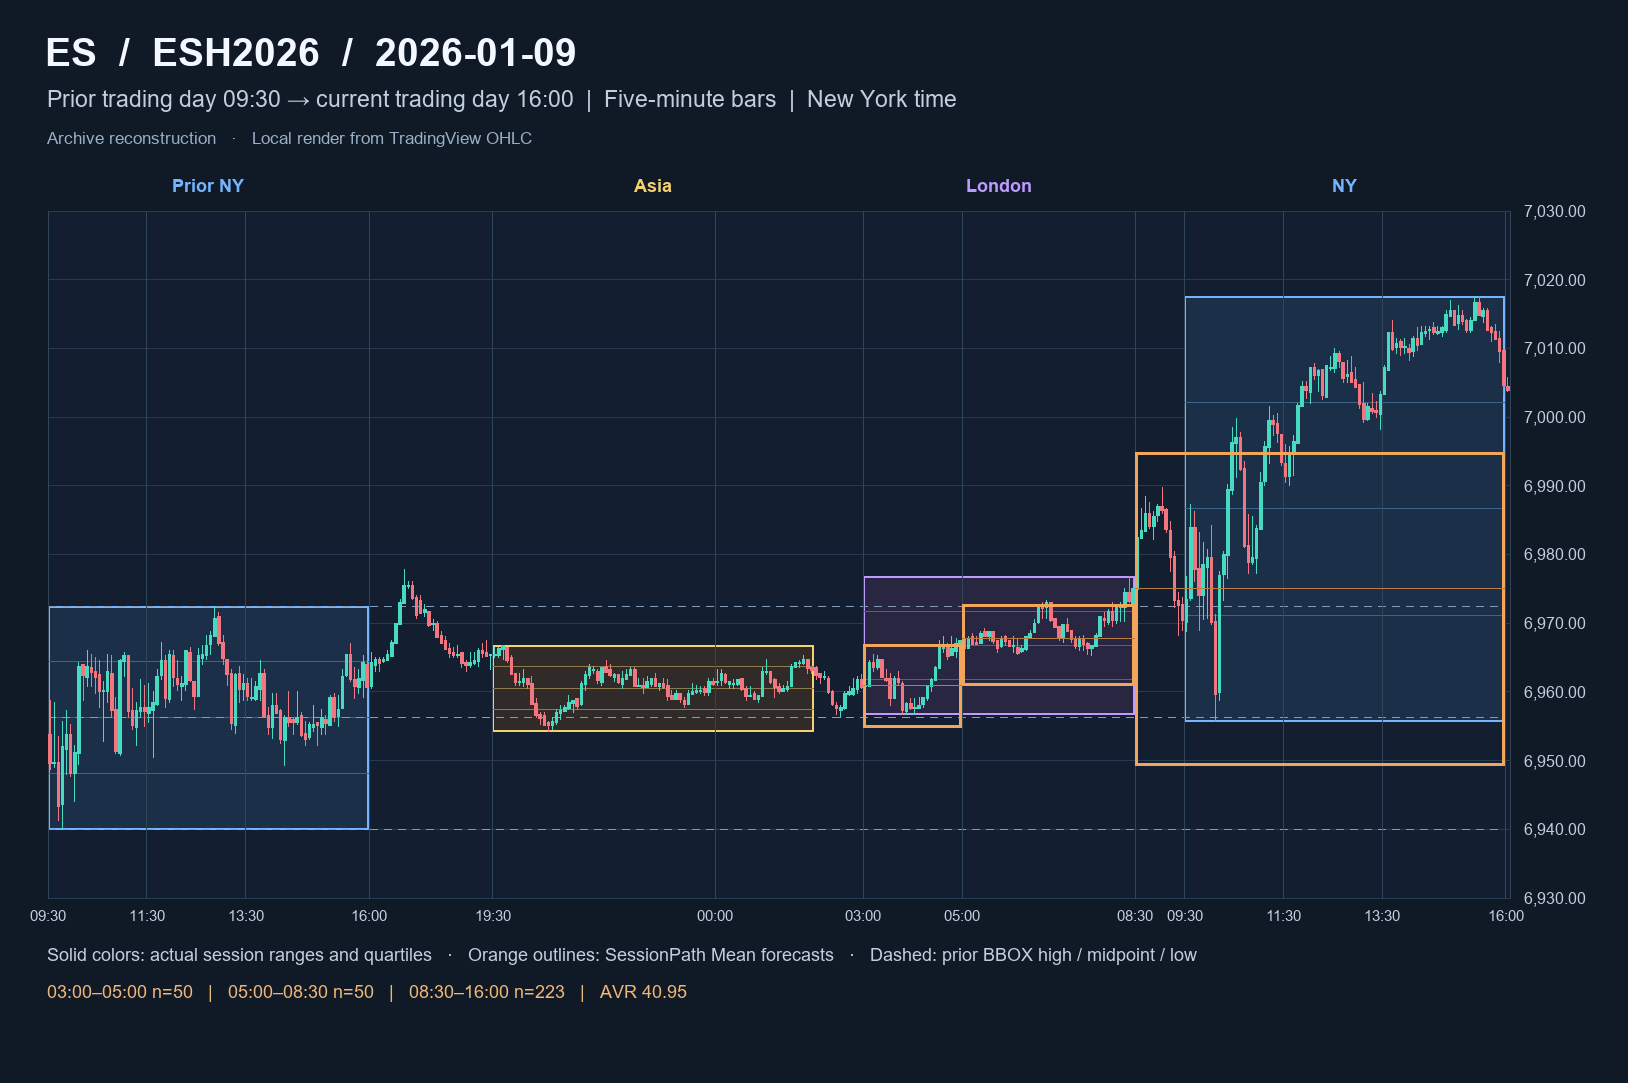 ES / ESH2026 / 2026-01-09
Prior trading day 09:30 → current trading day 16:00 | Five-minute bars | New York time
Archive reconstruction · Local render from TradingView OHLC
Prior NY Asia London NY
7,030.00
7,020.00
7,010.00
7,000.00
6,990.00
6,980.00
6,970.00
6,960.00
6,950.00
6,940.00
6,930.00
09:30 11:30 13:30 16:00 19:30 00:00 03:00 05:00 08:30 09:30 11:30 13:30 16:00
Solid colors: actual session ranges and quartiles · Orange outlines: SessionPath Mean forecasts · Dashed: prior BBOX high / midpoint / low
03:00–05:00 n=50 | 05:00–08:30 n=50 | 08:30–16:00 n=223 | AVR 40.95